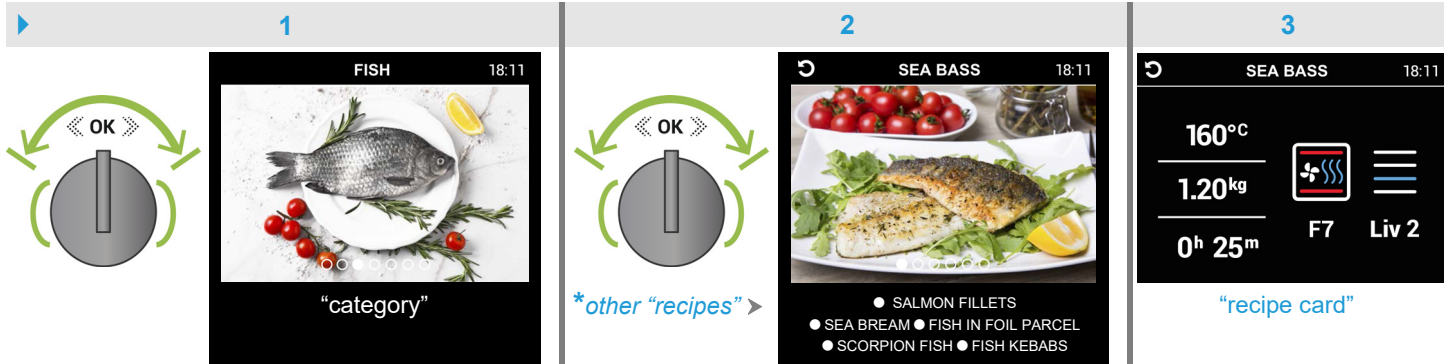 1
2
3
OK
FISH 18:11
“category”
OK
*other “recipes”
SEA BASS 18:11
SALMON FILLETS
SEA BREAM FISH IN FOIL PARCEL
SCORPION FISH FISH KEBABS
SEA BASS 18:11
160°C
1.20kg
0h 25m
F7 Liv 2
“recipe card”